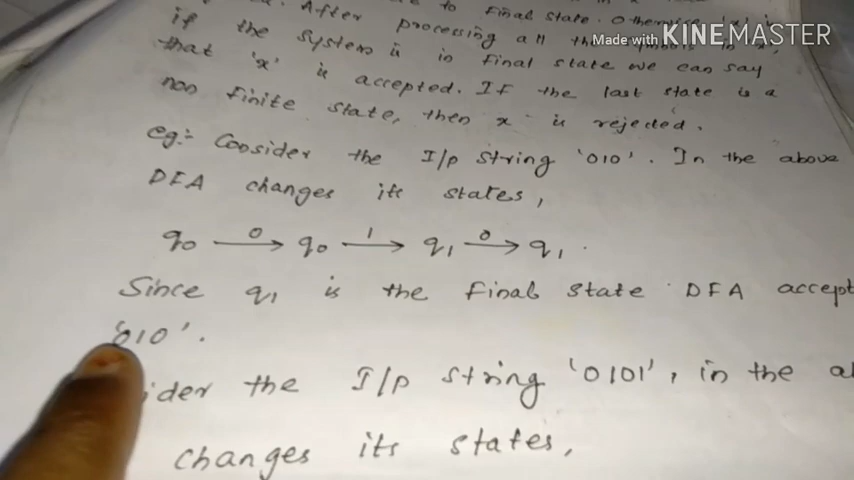 to final state. Otherwise 'x' is
After processing all the symbols in 'x',
if the system is in final state we can say
that 'x' is accepted. If the last state is a
non finite state, then x is rejected.
eg:- Consider the I/p string '010'. In the above
DFA changes its states,
q0 0→ q0 1→ q1 0→ q1.
Since q1 is the final state DFA accept
'010'.
ider the I/p string '0101', in the a
changes its states,
Made with KINEMASTER